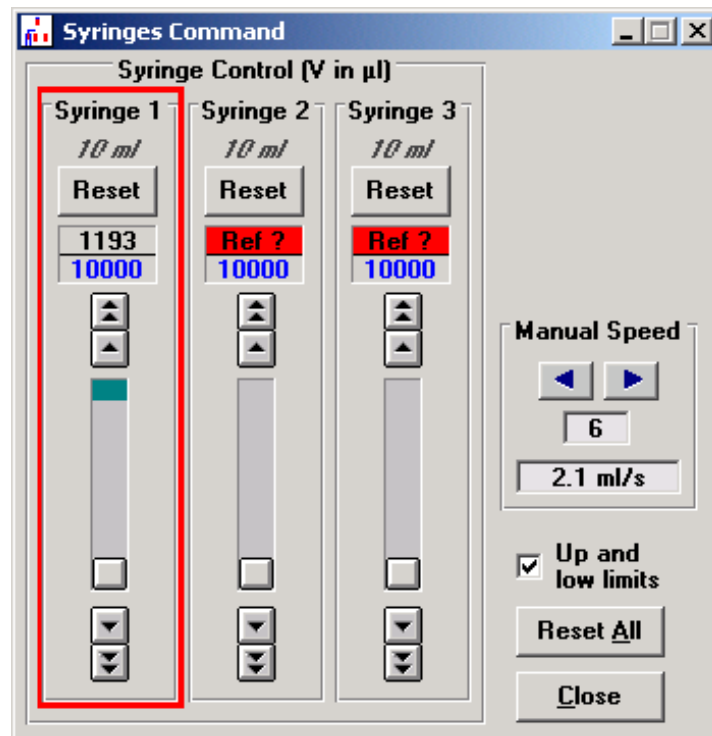 Syringes Command
Syringe Control (V in µl)
Syringe 1 Syringe 2 Syringe 3
10 ml 10 ml 10 ml
Reset Reset Reset
1193 Ref ? Ref ?
10000 10000 10000
Manual Speed
6
2.1 ml/s
Up and
low limits
Reset All
Close